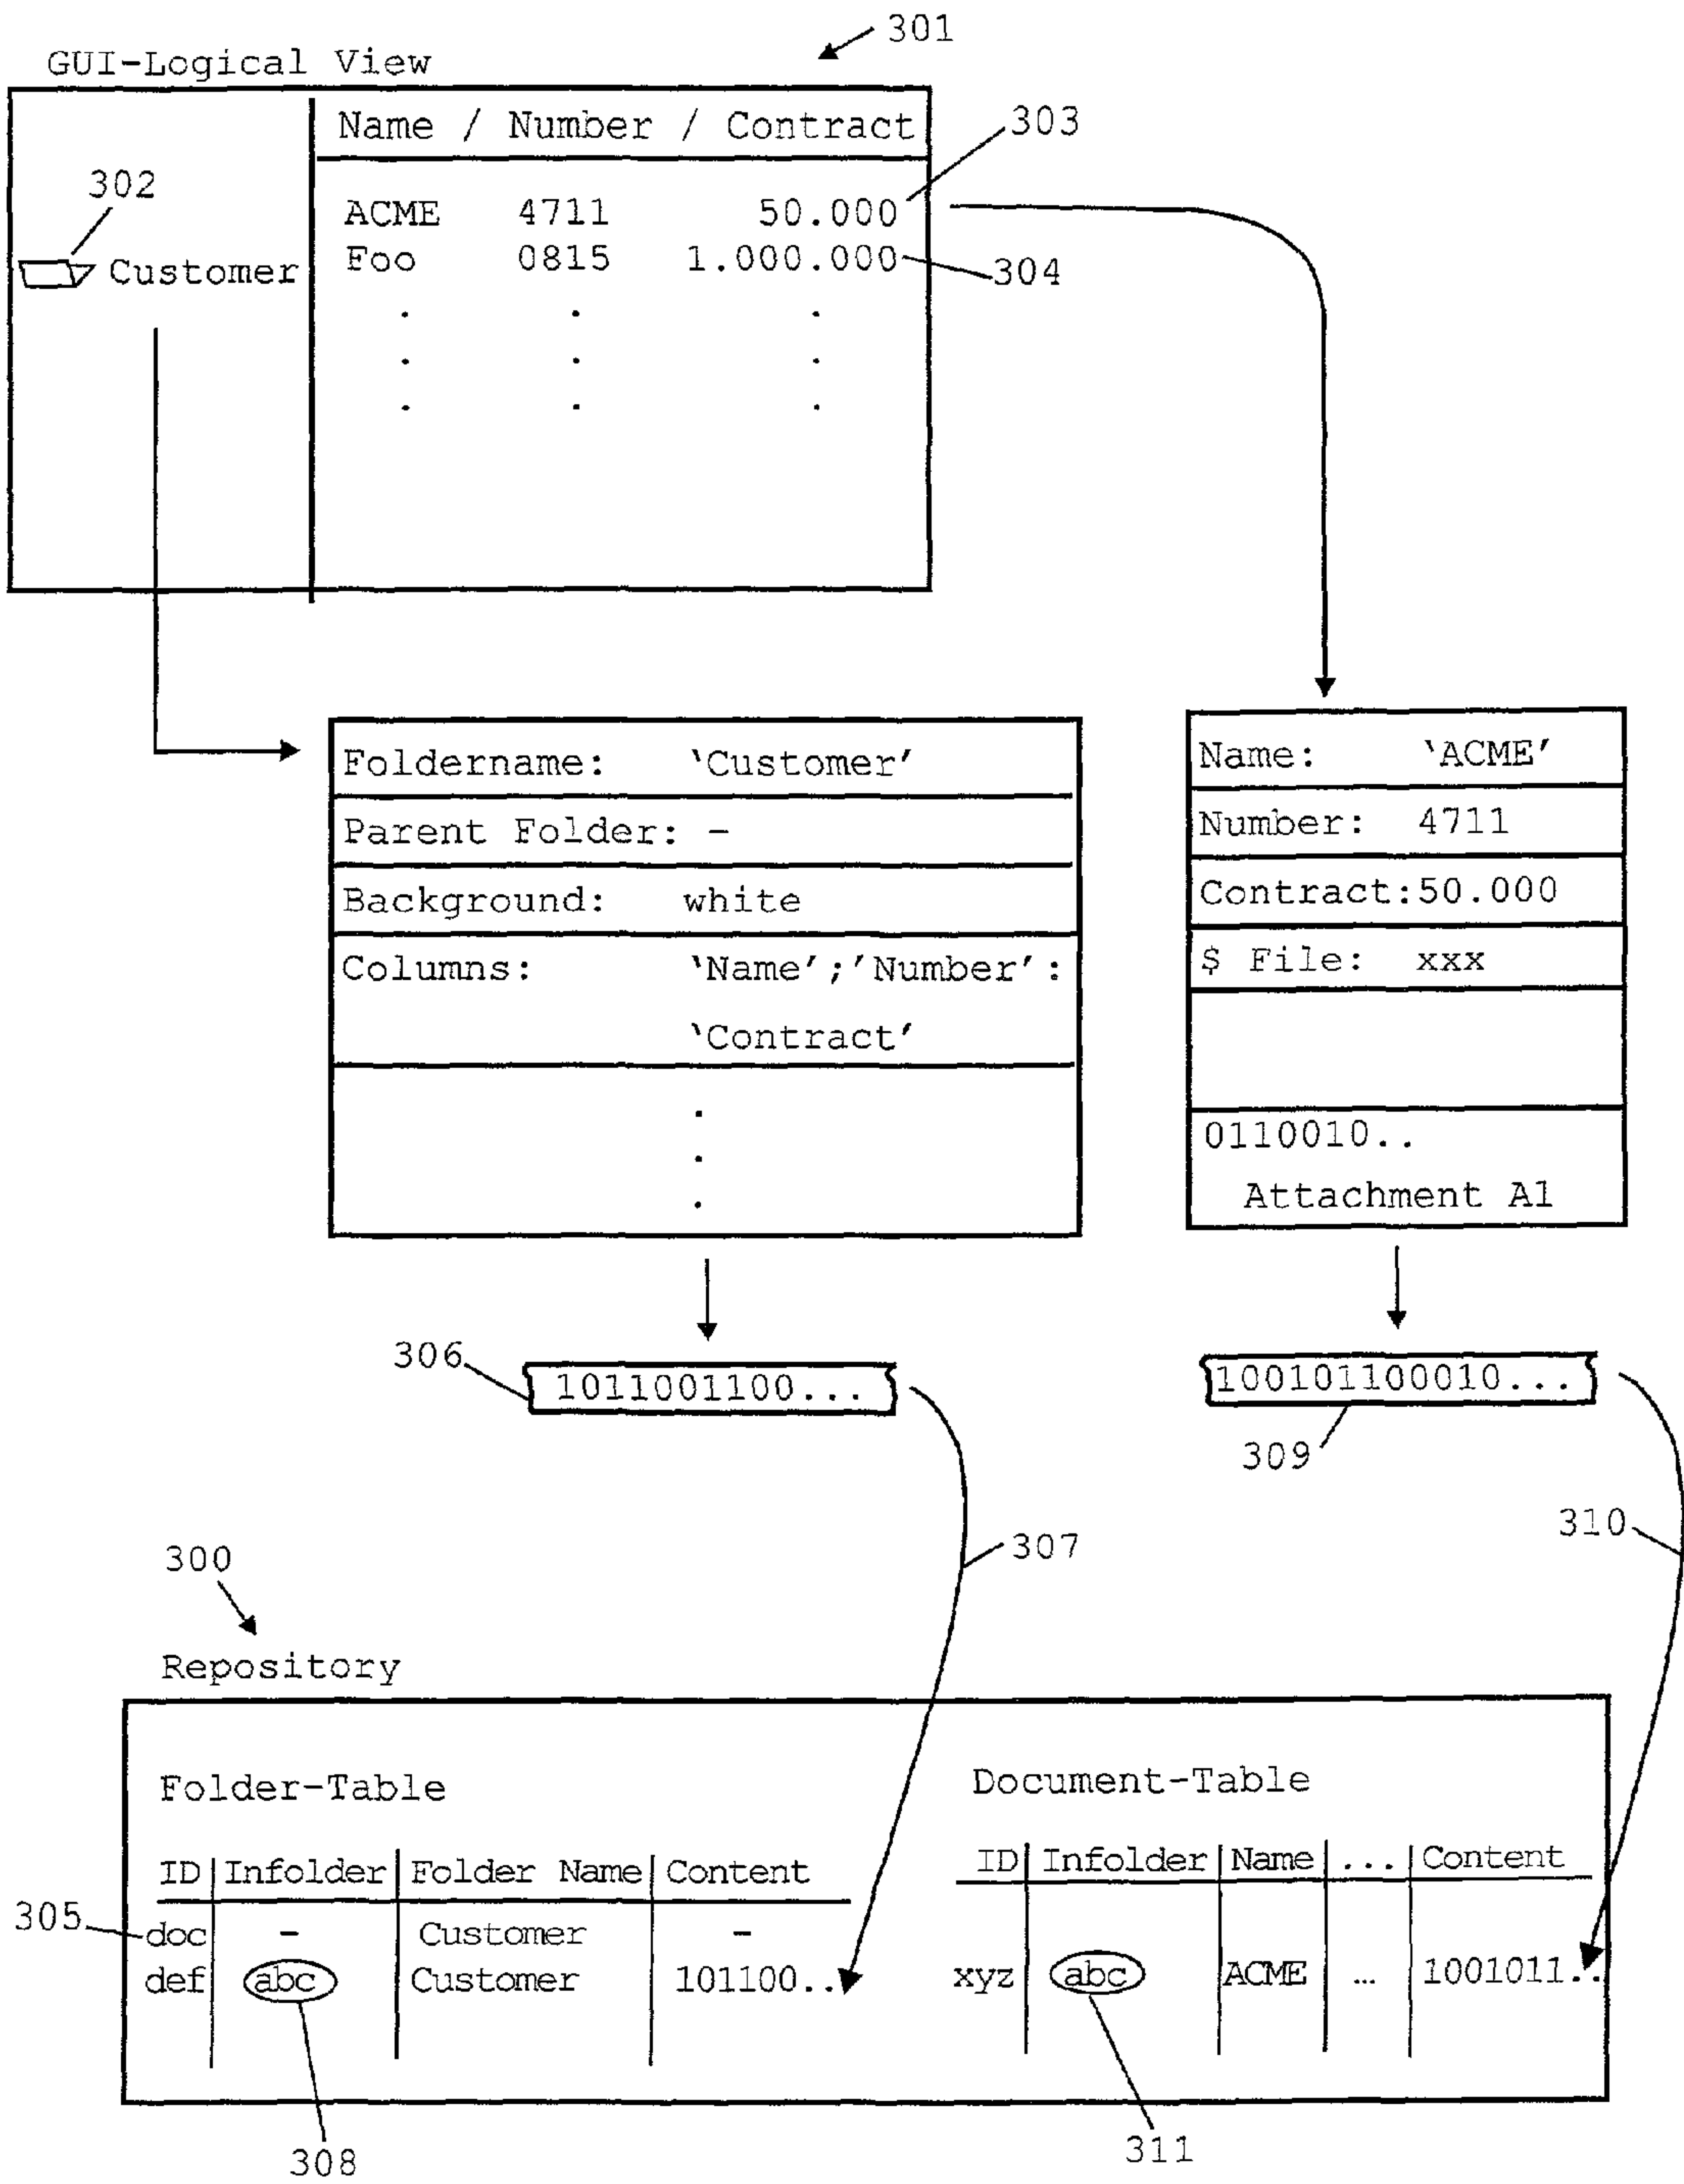 301
GUI-Logical View
Name / Number / Contract
303
302
ACME 4711 50.000
Foo 0815 1.000.000
304
Customer
Foldername: ‵Customer′
Parent Folder: -
Background: white
Columns: ‵Name′;′Number′:
‵Contract′
Name: ‵ACME′
Number: 4711
Contract:50.000
$ File: xxx
0110010..
Attachment A1
306
1011001100...
100101100010...
309
307
310
300
Repository
Folder-Table
ID Infolder Folder Name Content
305
doc - Customer -
def abc Customer 101100..
308
Document-Table
ID Infolder Name ... Content
xyz abc ACME ... 1001011..
311